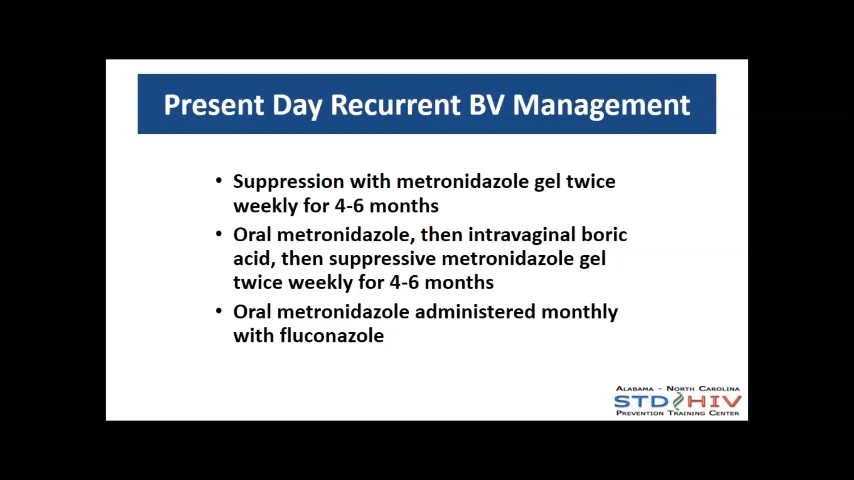 Present Day Recurrent BV Management
• Suppression with metronidazole gel twice
weekly for 4-6 months
• Oral metronidazole, then intravaginal boric
acid, then suppressive metronidazole gel
twice weekly for 4-6 months
• Oral metronidazole administered monthly
with fluconazole
Alabama - North Carolina
STD HIV
Prevention Training Center